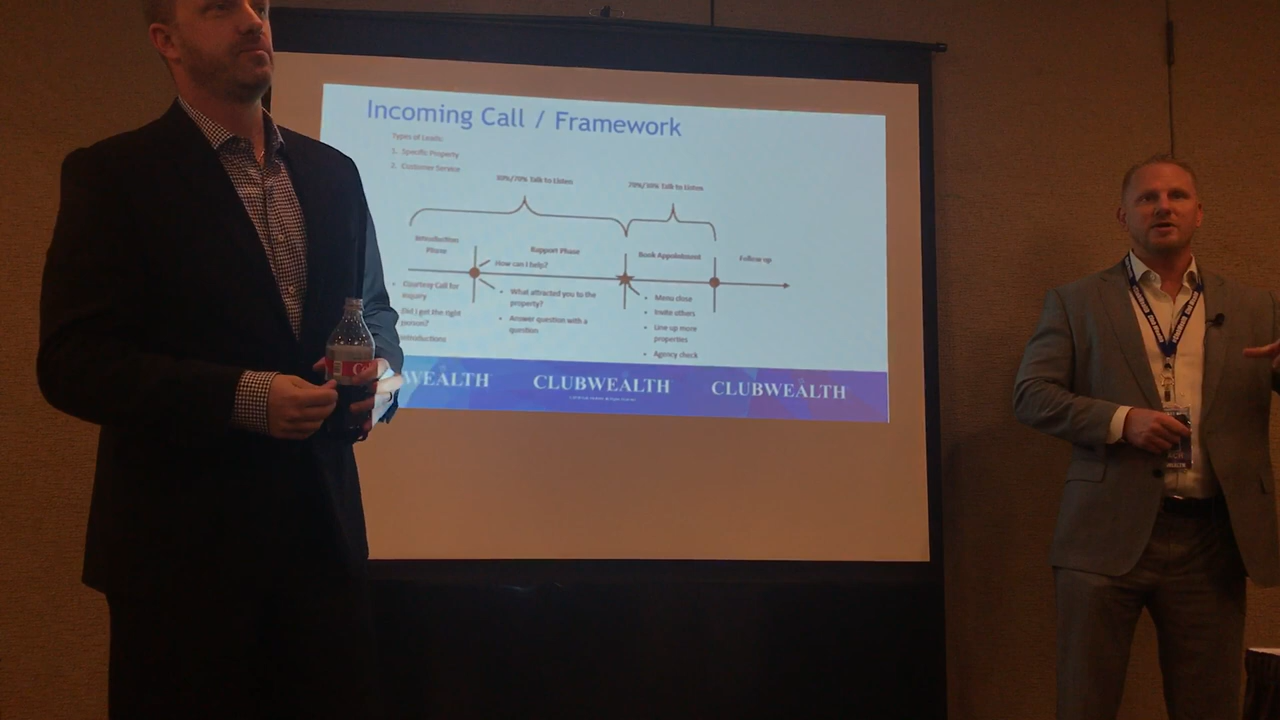 Incoming Call / Framework
Types of Leads:
1. Specific Property
2. Customer Service
30%/70% Talk to Listen
70%/30% Talk to Listen
Introduction
Phase
Rapport Phase
Book Appointment
Follow up
How can I help?
• Courtesy Call for
inquiry
Did I get the right
person?
Introductions
• What attracted you to the
property?
• Answer question with a
question
• Menu close
• Invite others
• Line up more
properties
• Agency check
WEALTH
CLUBWEALTH
CLUBWEALTH